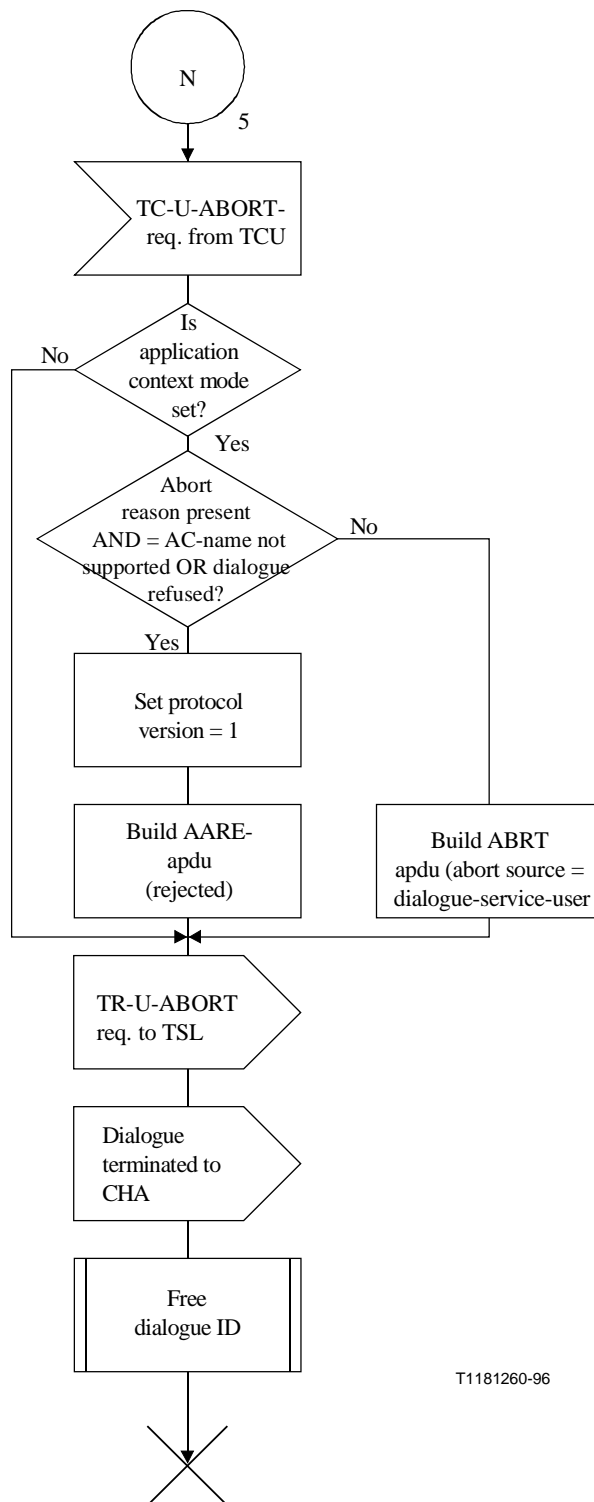 N
5
TC-U-ABORT-
req. from TCU
Is
application
context mode
set?
No
Yes
Abort
reason present
AND = AC-name not
supported OR dialogue
refused?
No
Yes
Set protocol
version = 1
Build AARE-
apdu
(rejected)
Build ABRT
apdu (abort source =
dialogue-service-user
TR-U-ABORT
req. to TSL
Dialogue
terminated to
CHA
Free
dialogue ID
T1181260-96